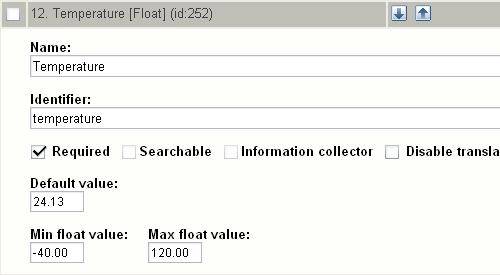 12. Temperature [Float] (id:252)
Name:
Temperature
Identifier:
temperature
Required Searchable Information collector Disable transla
Default value:
24.13
Min float value: Max float value:
-40.00 120.00